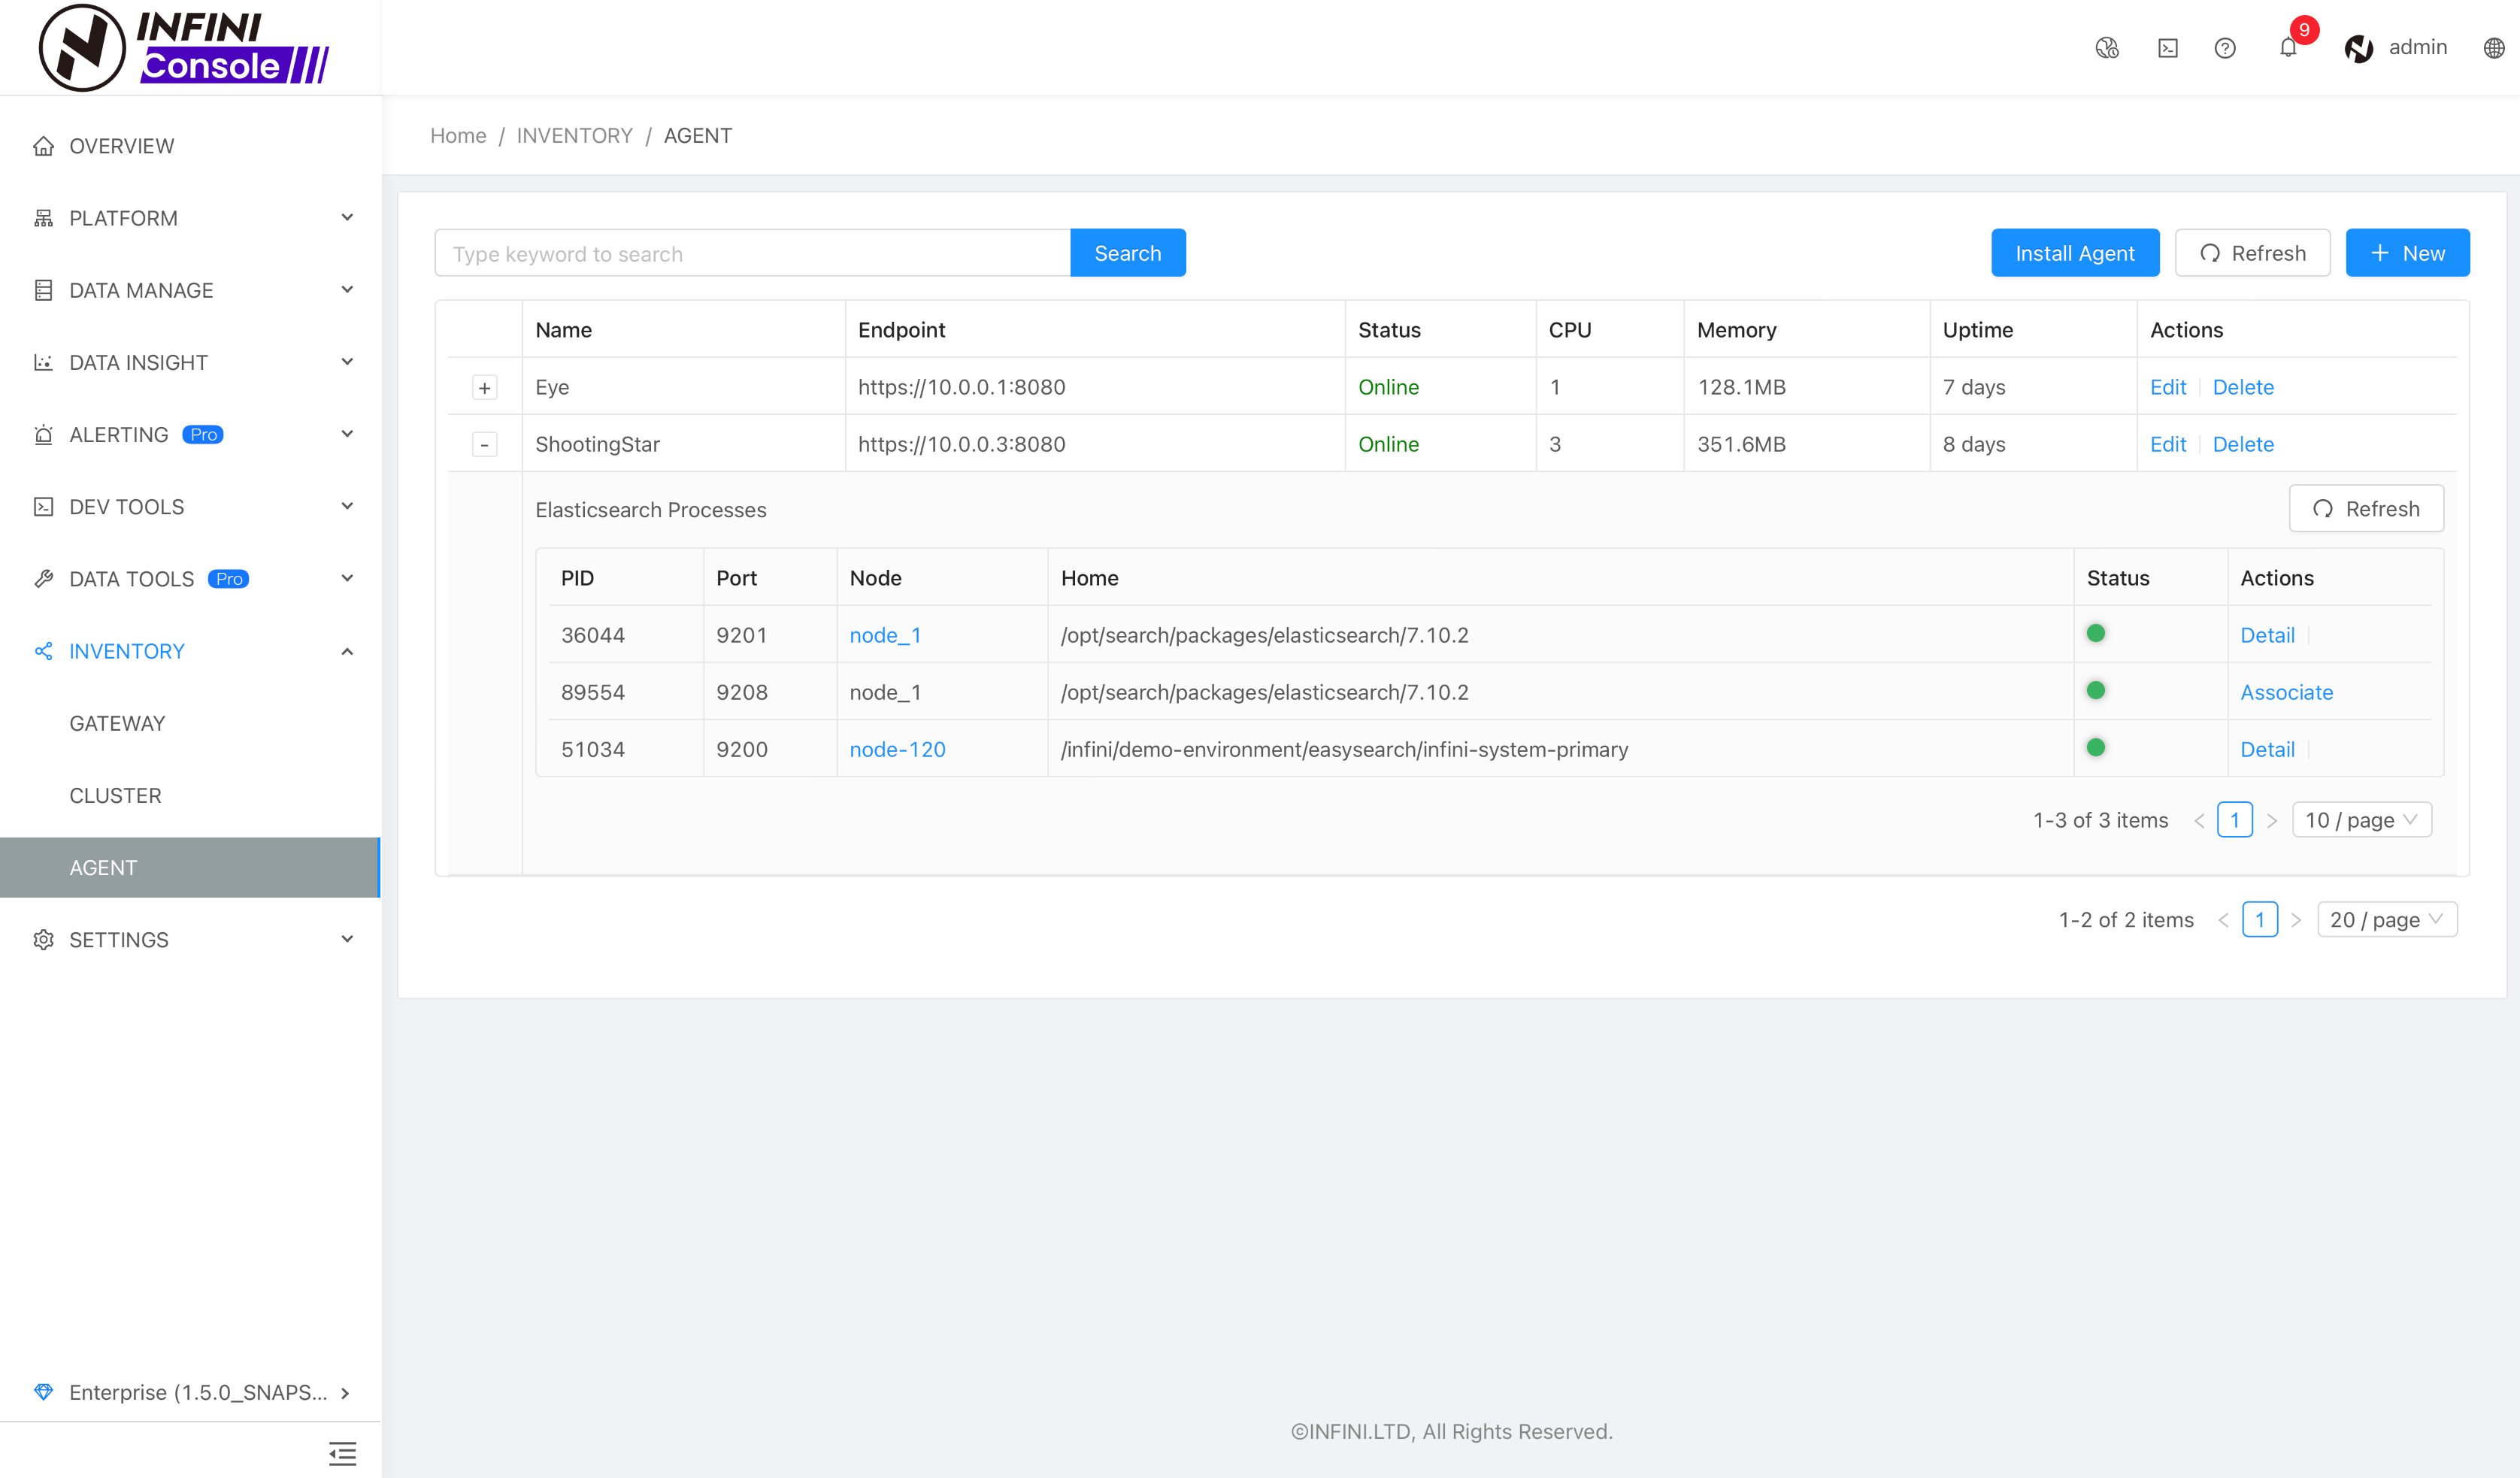 INFINI
Console
9
admin
OVERVIEW
PLATFORM
DATA MANAGE
DATA INSIGHT
ALERTING Pro
DEV TOOLS
DATA TOOLS Pro
INVENTORY
GATEWAY
CLUSTER
AGENT
SETTINGS
Enterprise (1.5.0_SNAPS...
Home / INVENTORY / AGENT
Type keyword to search Search Install Agent Refresh + New
Name Endpoint Status CPU Memory Uptime Actions
+ Eye https://10.0.0.1:8080 Online 1 128.1MB 7 days Edit Delete
- ShootingStar https://10.0.0.3:8080 Online 3 351.6MB 8 days Edit Delete
Elasticsearch Processes Refresh
PID Port Node Home Status Actions
36044 9201 node_1 /opt/search/packages/elasticsearch/7.10.2 Detail
89554 9208 node_1 /opt/search/packages/elasticsearch/7.10.2 Associate
51034 9200 node-120 /infini/demo-environment/easysearch/infini-system-primary Detail
1-3 of 3 items < 1 > 10 / page
1-2 of 2 items < 1 > 20 / page
©INFINI.LTD, All Rights Reserved.